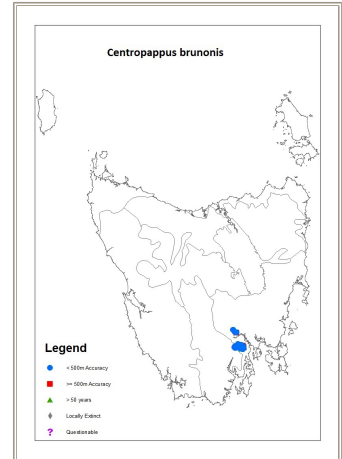 Centropappus brunonis
Legend
< 500m Accuracy
>= 500m Accuracy
> 50 years
Locally Extinct
? Questionable